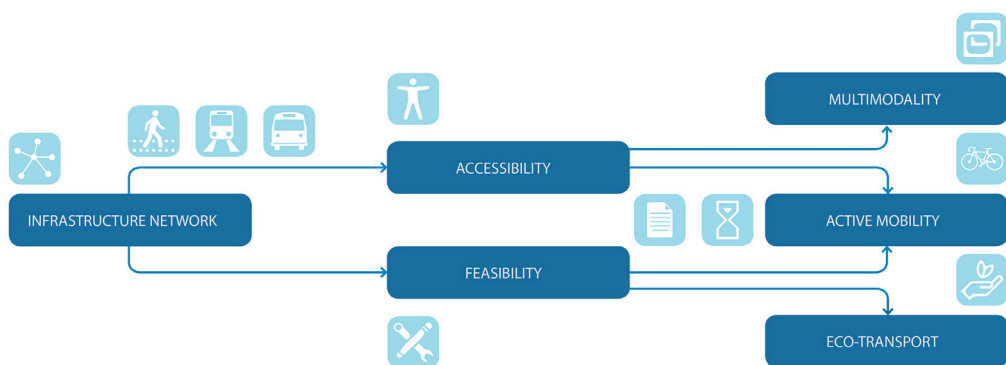 MULTIMODALITY
ACCESSIBILITY
INFRASTRUCTURE NETWORK
ACTIVE MOBILITY
FEASIBILITY
ECO-TRANSPORT